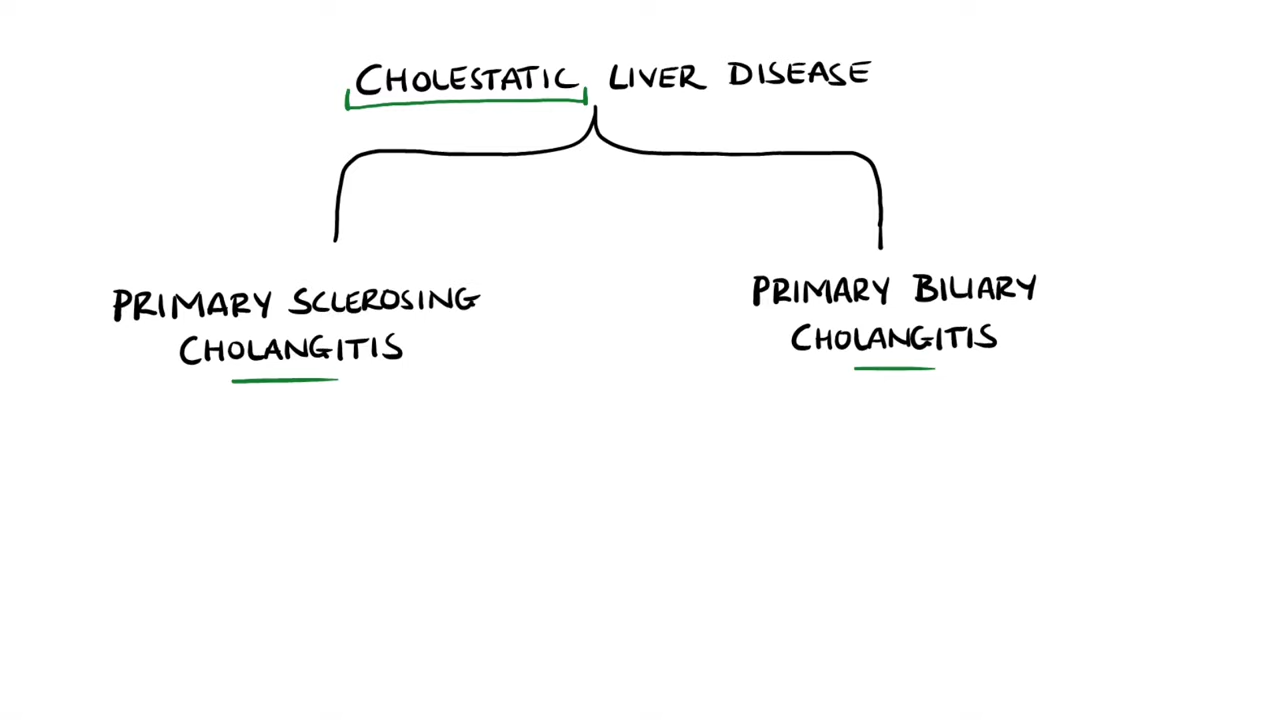 CHOLESTATIC LIVER DISEASE
PRIMARY SCLEROSING
CHOLANGITIS
PRIMARY BILIARY
CHOLANGITIS